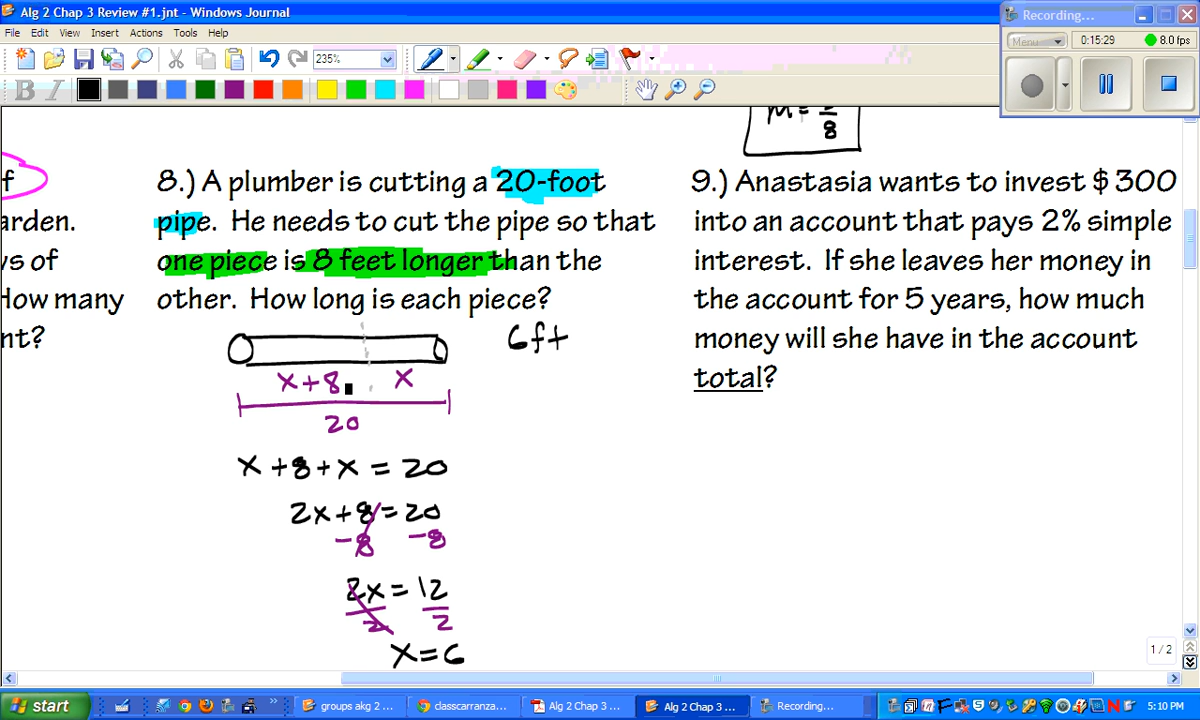 Alg 2 Chap 3 Review #1.jnt - Windows Journal
File Edit View Insert Actions Tools Help
Recording...
Menu
0:15:29
8.0 fps
235%
B I
m = 
8
f
arden.
vs of
How many
nt?
8.) A plumber is cutting a 20-foot
pipe. He needs to cut the pipe so that
one piece is 8 feet longer than the
other. How long is each piece?
6ft
x+8
x
20
x + 8 + x = 20
2x + 8 = 20
-8 -8
2x = 12
2 2
x = 6
9.) Anastasia wants to invest $300
into an account that pays 2% simple
interest. If she leaves her money in
the account for 5 years, how much
money will she have in the account
total?
1 / 2
start
groups akg 2 ...
classcarranza...
Alg 2 Chap 3 ...
Alg 2 Chap 3 ...
Recording...
5:10 PM